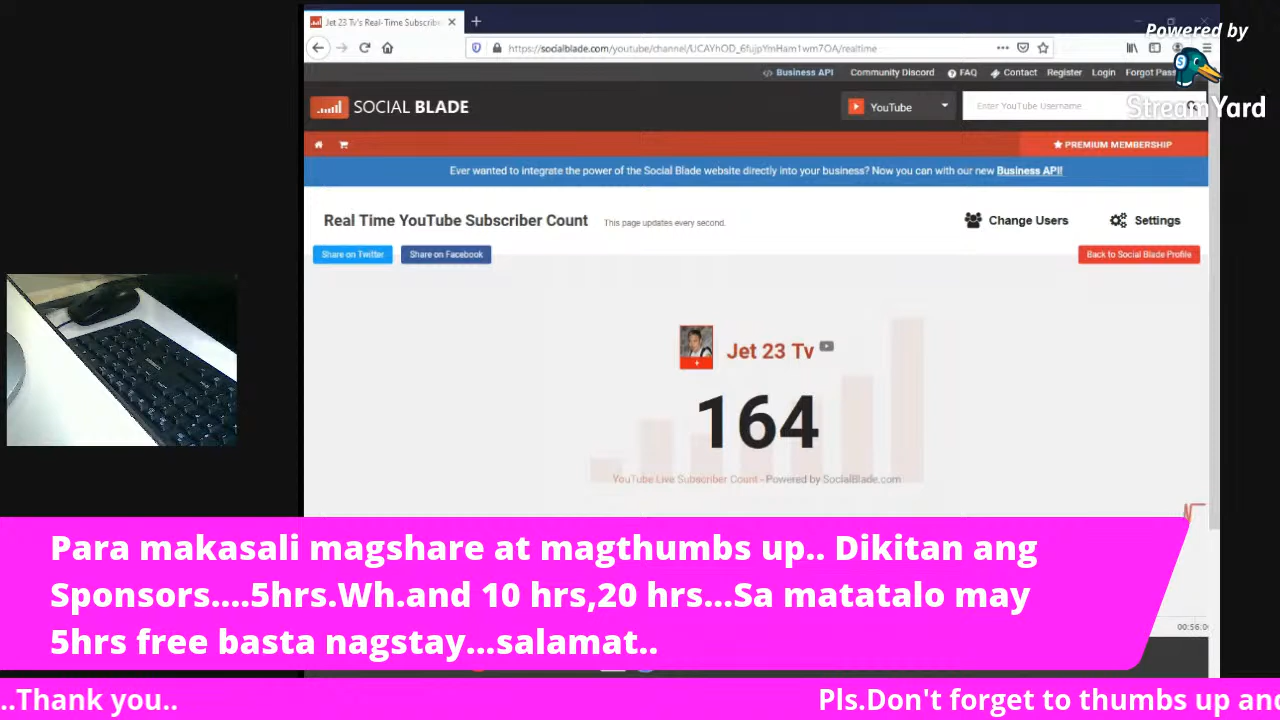 Jet 23 Tv's Real-Time Subscribe
Powered by
StreamYard
https://socialblade.com/youtube/channel/UCAYhOD_6fujpYmHam1wm7OA/realtime
Business API Community Discord FAQ Contact Register Login Forgot Pass
SOCIAL BLADE
YouTube
Enter YouTube Username
PREMIUM MEMBERSHIP
Ever wanted to integrate the power of the Social Blade website directly into your business? Now you can with our new Business API!
Real Time YouTube Subscriber Count This page updates every second. Change Users Settings
Share on Twitter Share on Facebook Back to Social Blade Profile
Jet 23 Tv
164
YouTube Live Subscriber Count - Powered by SocialBlade.com
Para makasali magshare at magthumbs up.. Dikitan ang
Sponsors....5hrs.Wh.and 10 hrs,20 hrs...Sa matatalo may
5hrs free basta nagstay...salamat..
00:56:0
..Thank you.. Pls.Don't forget to thumbs up and